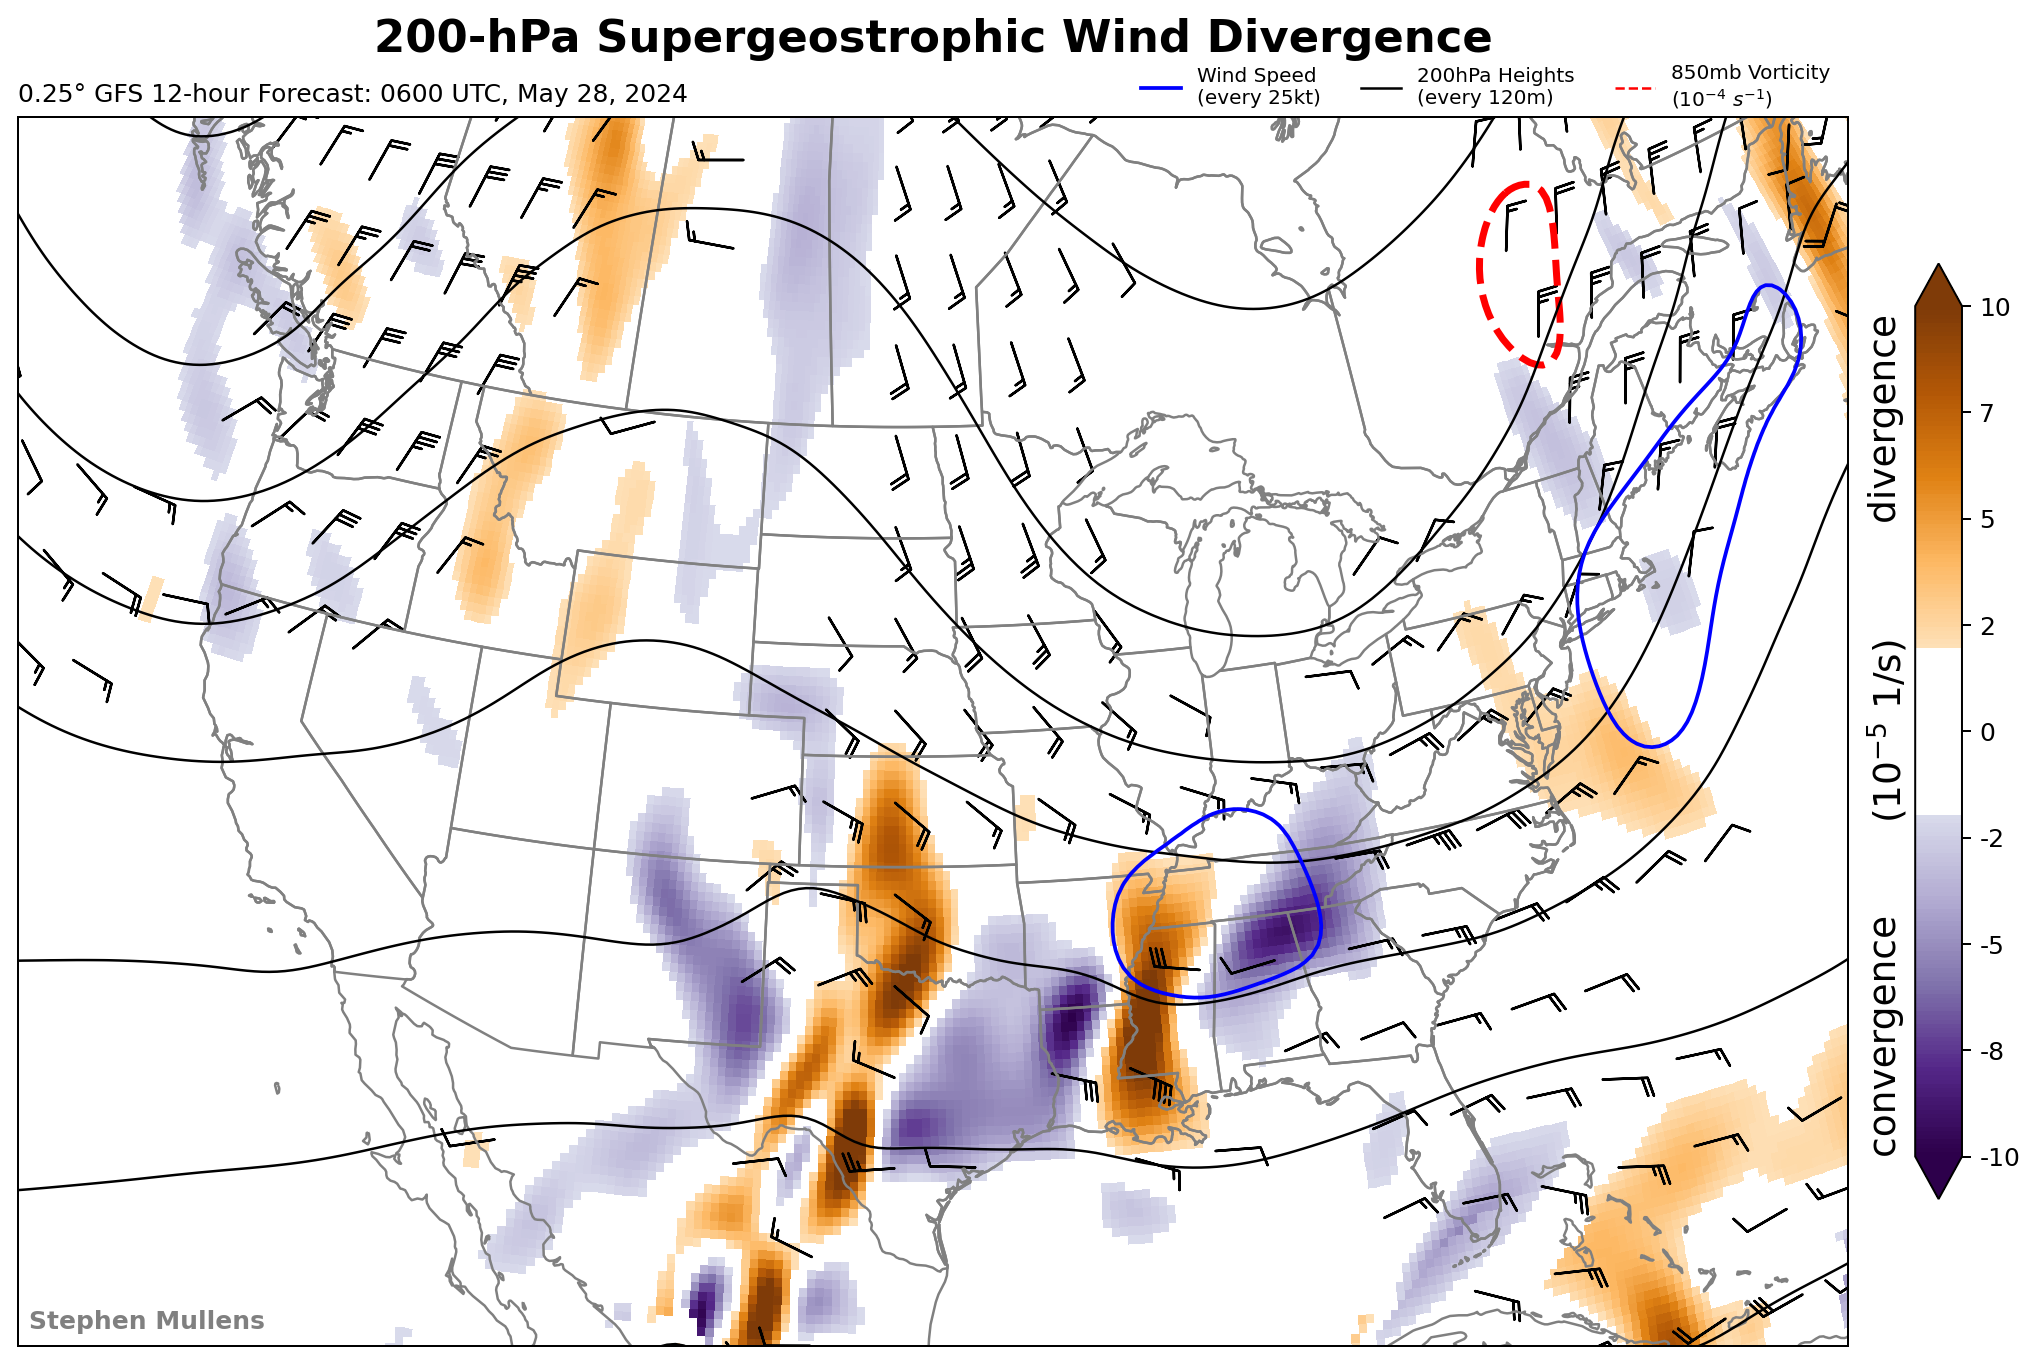 200-hPa Supergeostrophic Wind Divergence
0.25° GFS 12-hour Forecast: 0600 UTC, May 28, 2024
Wind Speed
(every 25kt)
200hPa Heights
(every 120m)
850mb Vorticity
(10⁻⁴ s⁻¹)
10
7
5
2
0
-2
-5
-8
-10
convergence (10⁻⁵ 1/s) divergence
Stephen Mullens